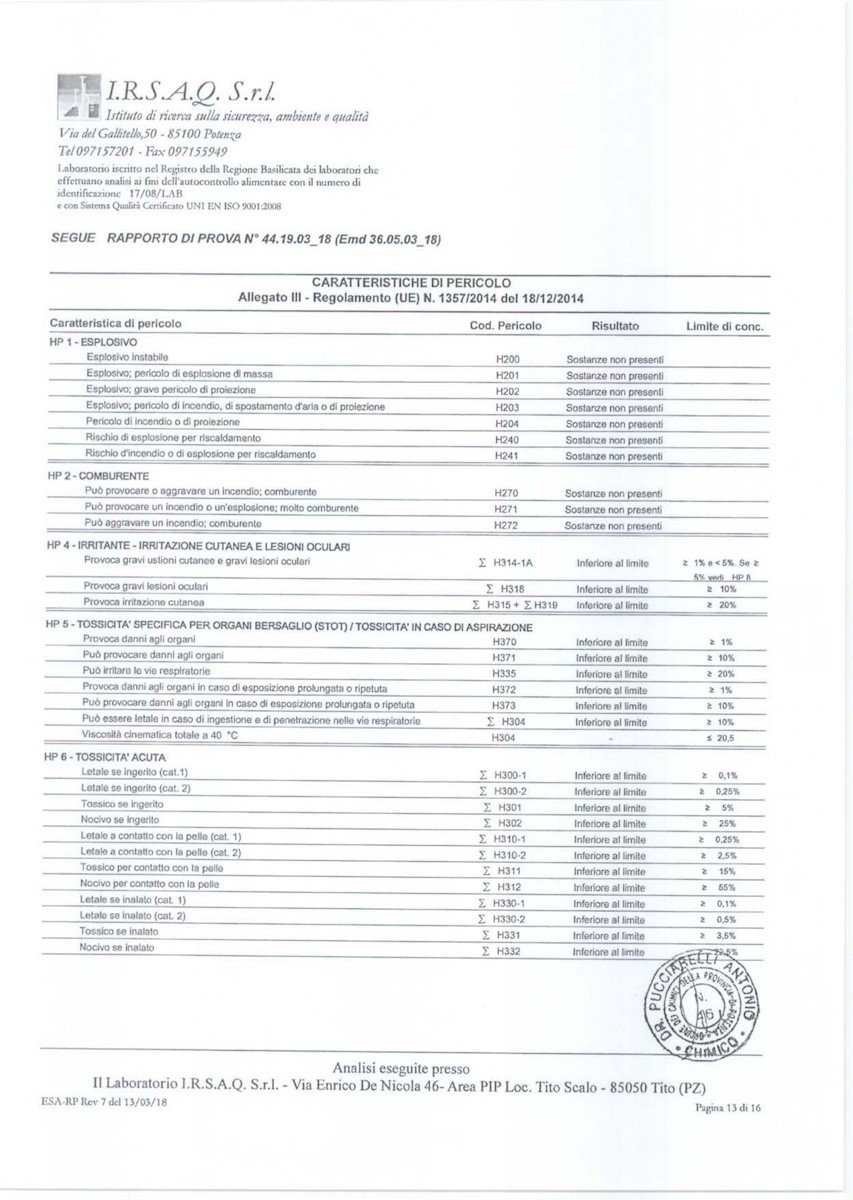 I.R.S.A.Q. S.r.l.
Istituto di ricerca sulla sicurezza, ambiente e qualità
Via del Gallitello,50 - 85100 Potenza
Tel 097157201 - Fax 097155949
Laboratorio iscritto nel Registro della Regione Basilicata dei laboratori che
effettuano analisi ai fini dell'autocontrollo alimentare con il numero di
identificazione 17/08/LAB
e con Sistema Qualità Certificato UNI EN ISO 9001:2008
SEGUE RAPPORTO DI PROVA N° 44.19.03_18 (Emd 36.05.03_18)
CARATTERISTICHE DI PERICOLO
Allegato III - Regolamento (UE) N. 1357/2014 del 18/12/2014
Caratteristica di pericolo Cod. Pericolo Risultato Limite di conc.
HP 1 - ESPLOSIVO
Esplosivo instabile H200 Sostanze non presenti
Esplosivo; pericolo di esplosione di massa H201 Sostanze non presenti
Esplosivo; grave pericolo di proiezione H202 Sostanze non presenti
Esplosivo; pericolo di incendio, di spostamento d'aria o di proiezione H203 Sostanze non presenti
Pericolo di incendio o di proiezione H204 Sostanze non presenti
Rischio di esplosione per riscaldamento H240 Sostanze non presenti
Rischio d'incendio o di esplosione per riscaldamento H241 Sostanze non presenti
HP 2 - COMBURENTE
Può provocare o aggravare un incendio; comburente H270 Sostanze non presenti
Può provocare un incendio o un'esplosione; molto comburente H271 Sostanze non presenti
Può aggravare un incendio; comburente H272 Sostanze non presenti
HP 4 - IRRITANTE - IRRITAZIONE CUTANEA E LESIONI OCULARI
Provoca gravi ustioni cutanee e gravi lesioni oculari Σ H314-1A Inferiore al limite ≥ 1% e <5%. Se ≥
5% vedi HP 8
Provoca gravi lesioni oculari Σ H318 Inferiore al limite ≥ 10%
Provoca irritazione cutanea Σ H315 + Σ H319 Inferiore al limite ≥ 20%
HP 5 - TOSSICITA' SPECIFICA PER ORGANI BERSAGLIO (STOT) / TOSSICITA' IN CASO DI ASPIRAZIONE
Provoca danni agli organi H370 Inferiore al limite ≥ 1%
Può provocare danni agli organi H371 Inferiore al limite ≥ 10%
Può irritare le vie respiratorie H335 Inferiore al limite ≥ 20%
Provoca danni agli organi in caso di esposizione prolungata o ripetuta H372 Inferiore al limite ≥ 1%
Può provocare danni agli organi in caso di esposizione prolungata o ripetuta H373 Inferiore al limite ≥ 10%
Può essere letale in caso di ingestione e di penetrazione nelle vie respiratorie Σ H304 Inferiore al limite ≥ 10%
Viscosità cinematica totale a 40 °C H304 - ≤ 20,5
HP 6 - TOSSICITA' ACUTA
Letale se ingerito (cat.1) Σ H300-1 Inferiore al limite ≥ 0,1%
Letale se ingerito (cat. 2) Σ H300-2 Inferiore al limite ≥ 0,25%
Tossico se ingerito Σ H301 Inferiore al limite ≥ 5%
Nocivo se ingerito Σ H302 Inferiore al limite ≥ 25%
Letale a contatto con la pelle (cat. 1) Σ H310-1 Inferiore al limite ≥ 0,25%
Letale a contatto con la pelle (cat. 2) Σ H310-2 Inferiore al limite ≥ 2,5%
Tossico per contatto con la pelle Σ H311 Inferiore al limite ≥ 15%
Nocivo per contatto con la pelle Σ H312 Inferiore al limite ≥ 55%
Letale se inalato (cat. 1) Σ H330-1 Inferiore al limite ≥ 0,1%
Letale se inalato (cat. 2) Σ H330-2 Inferiore al limite ≥ 0,5%
Tossico se inalato Σ H331 Inferiore al limite ≥ 3,5%
Nocivo se inalato Σ H332 Inferiore al limite
DR. PUCCIARELLI ANTONIO
CHIMICO
ORDINE DEI CHIMICI DELLA PROVINCIA DI POTENZA
N.
Analisi eseguite presso
Il Laboratorio I.R.S.A.Q. S.r.l. - Via Enrico De Nicola 46- Area PIP Loc. Tito Scalo - 85050 Tito (PZ)
ESA-RP Rev 7 del 13/03/18
Pagina 13 di 16